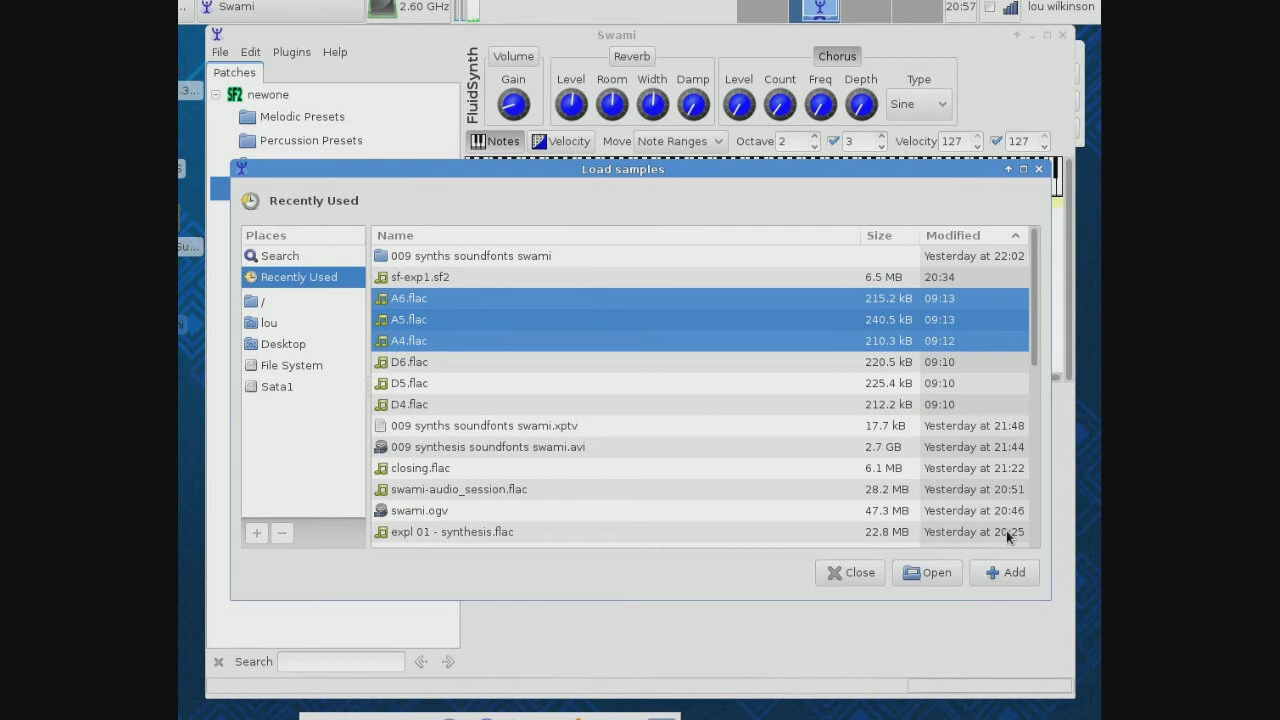 Swami
2.60 GHz
20:57
lou wilkinson
Swami
File Edit Plugins Help
Patches
SF2 newone
Melodic Presets
Percussion Presets
FluidSynth
Volume
Gain
Reverb
Level Room Width Damp
Chorus
Level Count Freq Depth Type
Sine
Notes Velocity Move Note Ranges Octave 2 3 Velocity 127 127
Load samples
Recently Used
Places
Search
Recently Used
/
lou
Desktop
File System
Sata1
Name Size Modified
009 synths soundfonts swami Yesterday at 22:02
sf-exp1.sf2 6.5 MB 20:34
A6.flac 215.2 kB 09:13
A5.flac 240.5 kB 09:13
A4.flac 210.3 kB 09:12
D6.flac 220.5 kB 09:10
D5.flac 225.4 kB 09:10
D4.flac 212.2 kB 09:10
009 synths soundfonts swami.xptv 17.7 kB Yesterday at 21:48
009 synthesis soundfonts swami.avi 2.7 GB Yesterday at 21:44
closing.flac 6.1 MB Yesterday at 21:22
swami-audio_session.flac 28.2 MB Yesterday at 20:51
swami.ogv 47.3 MB Yesterday at 20:46
expl 01 - synthesis.flac 22.8 MB Yesterday at 20:25
Close Open Add
Search